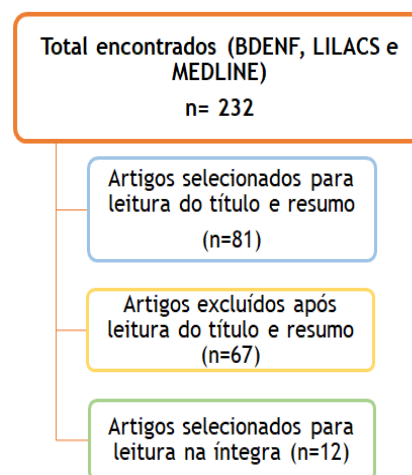 Total encontrados (BDENF, LILACS e
MEDLINE)
n= 232
Artigos selecionados para
leitura do título e resumo
(n=81)
Artigos excluídos após
leitura do título e resumo
(n=67)
Artigos selecionados para
leitura na íntegra (n=12)